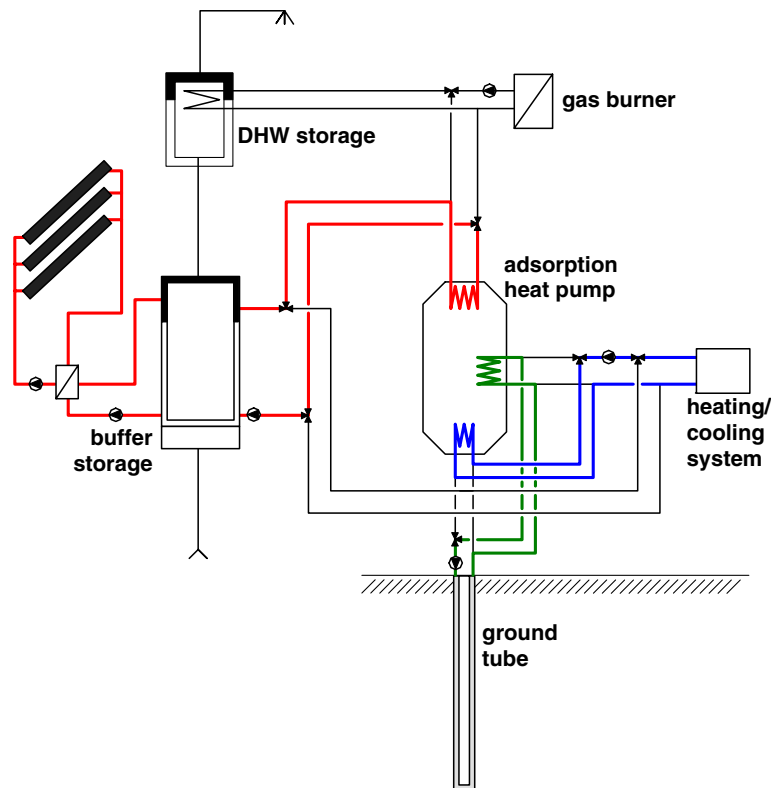 gas burner
DHW storage
adsorption
heat pump
heating/
cooling
system
buffer
storage
ground
tube